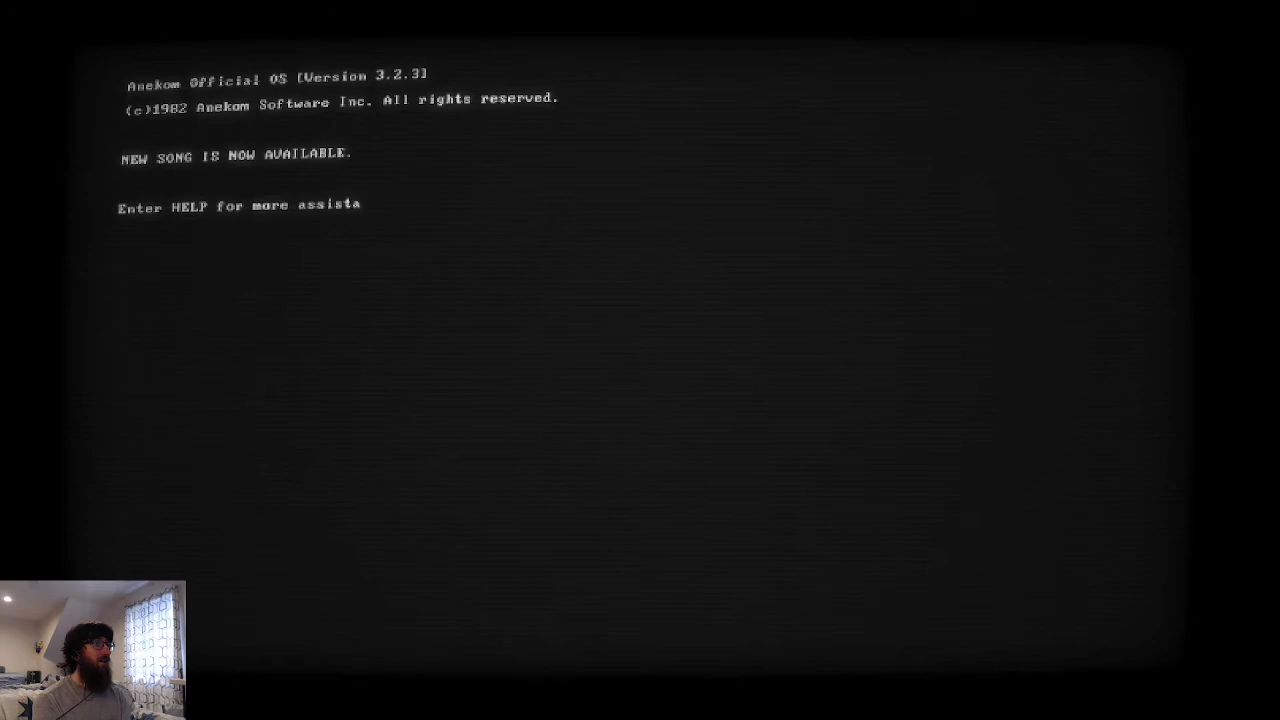 Anekom Official OS [Version 3.2.3]
(c)1982 Anekom Software Inc. All rights reserved.
NEW SONG IS NOW AVAILABLE.
Enter HELP for more assista